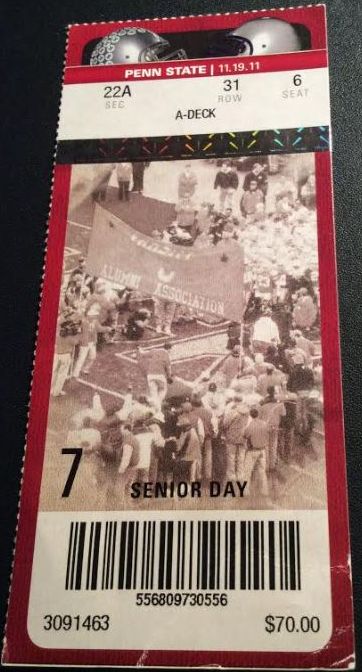 PENN STATE | 11.19.11
22A 31 6
SEC ROW SEAT
A-DECK
ALUMNI ASSOCIATION
7 SENIOR DAY
556809730556
3091463 $70.00